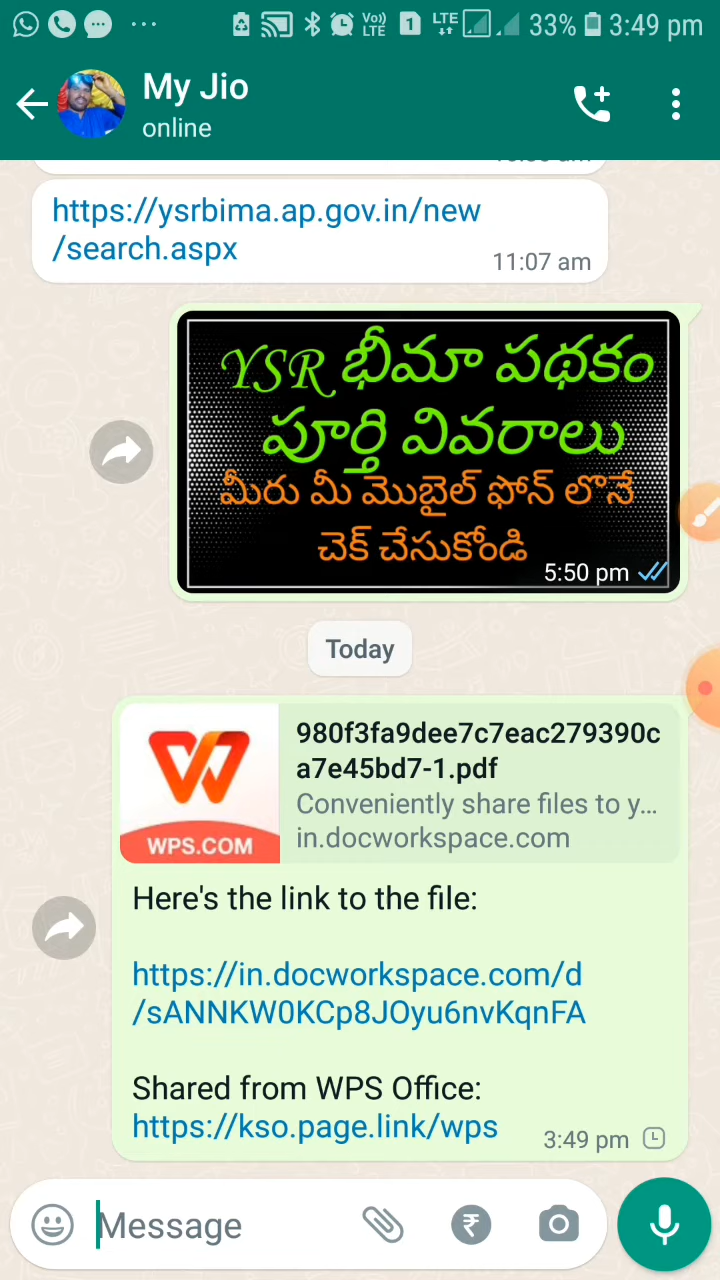 33% 3:49 pm
My Jio
online
https://ysrbima.ap.gov.in/new
/search.aspx
11:07 am
YSR భీమా పథకం
పూర్తి వివరాలు
మీరు మీ మొబైల్ ఫోన్ లొనే
చెక్ చేసుకోండి
5:50 pm
Today
980f3fa9dee7c7eac279390c
a7e45bd7-1.pdf
Conveniently share files to y...
in.docworkspace.com
WPS.COM
Here's the link to the file:
https://in.docworkspace.com/d
/sANNKW0KCp8JOyu6nvKqnFA
Shared from WPS Office:
https://kso.page.link/wps
3:49 pm
Message